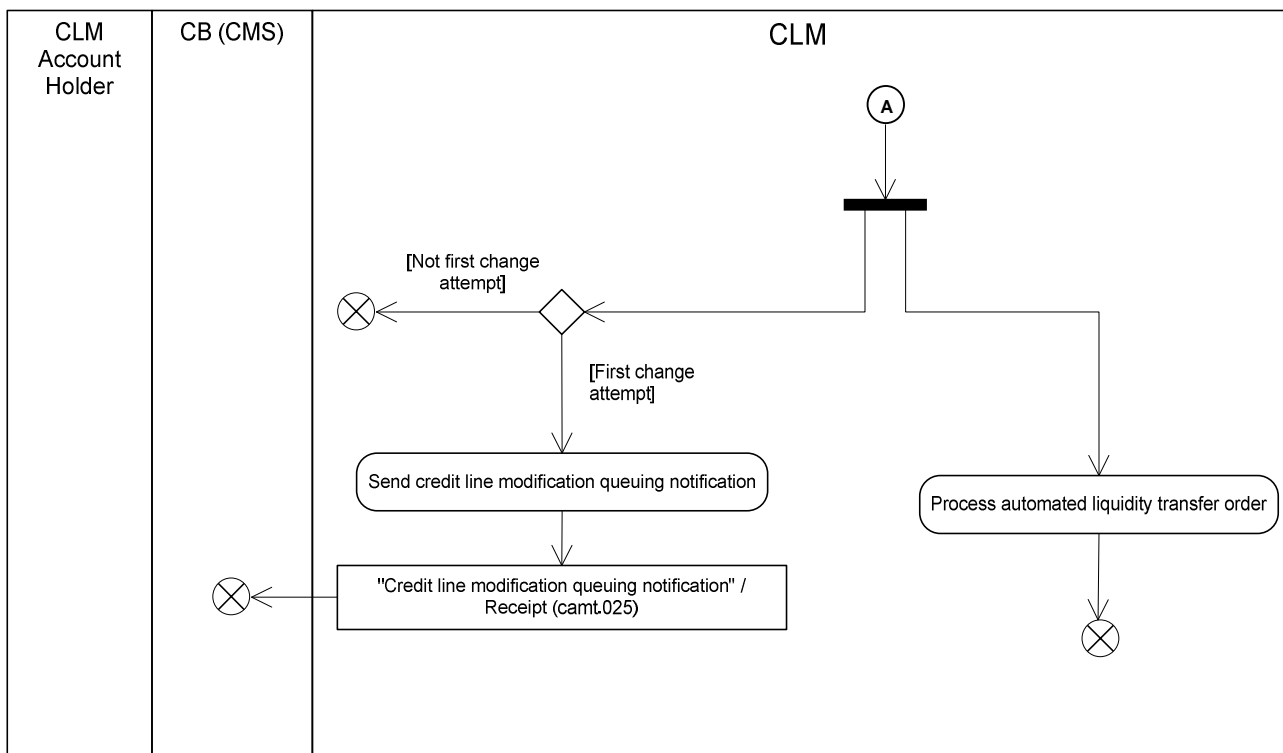 CLM
Account
Holder
CB (CMS)
CLM
A
[Not first change
attempt]
[First change
attempt]
Send credit line modification queuing notification
Process automated liquidity transfer order
"Credit line modification queuing notification" /
Receipt (camt.025)